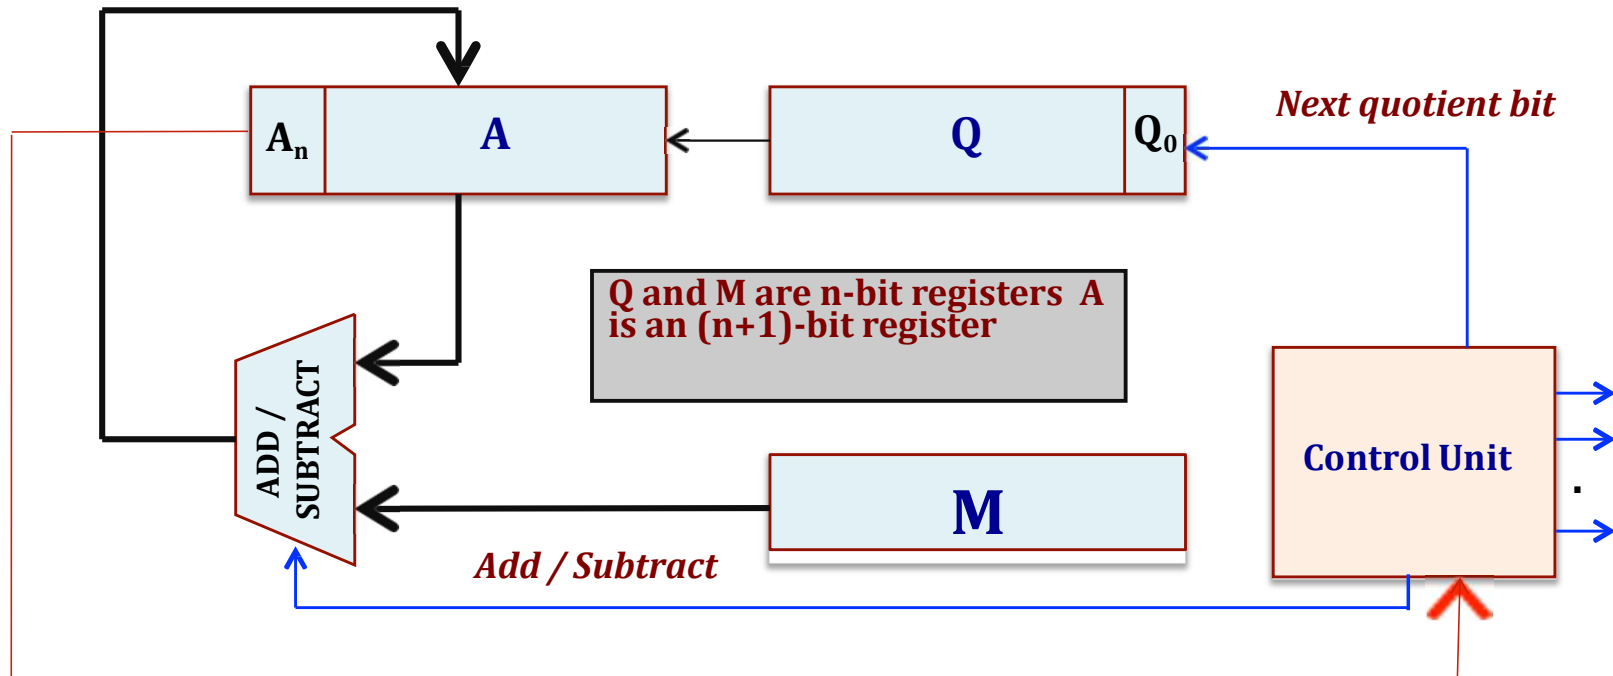 Next quotient bit
Aₙ
A
Q
Q₀
Q and M are n-bit registers  A
is an (n+1)-bit register
ADD /
SUBTRACT
Control Unit
.
M
Add / Subtract